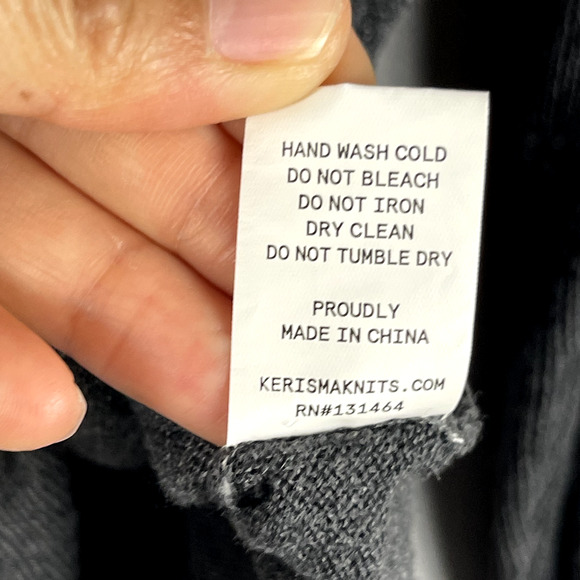 HAND WASH COLD
DO NOT BLEACH
DO NOT IRON
DRY CLEAN
DO NOT TUMBLE DRY
PROUDLY
MADE IN CHINA
KERISMAKNITS.COM
RN#131464